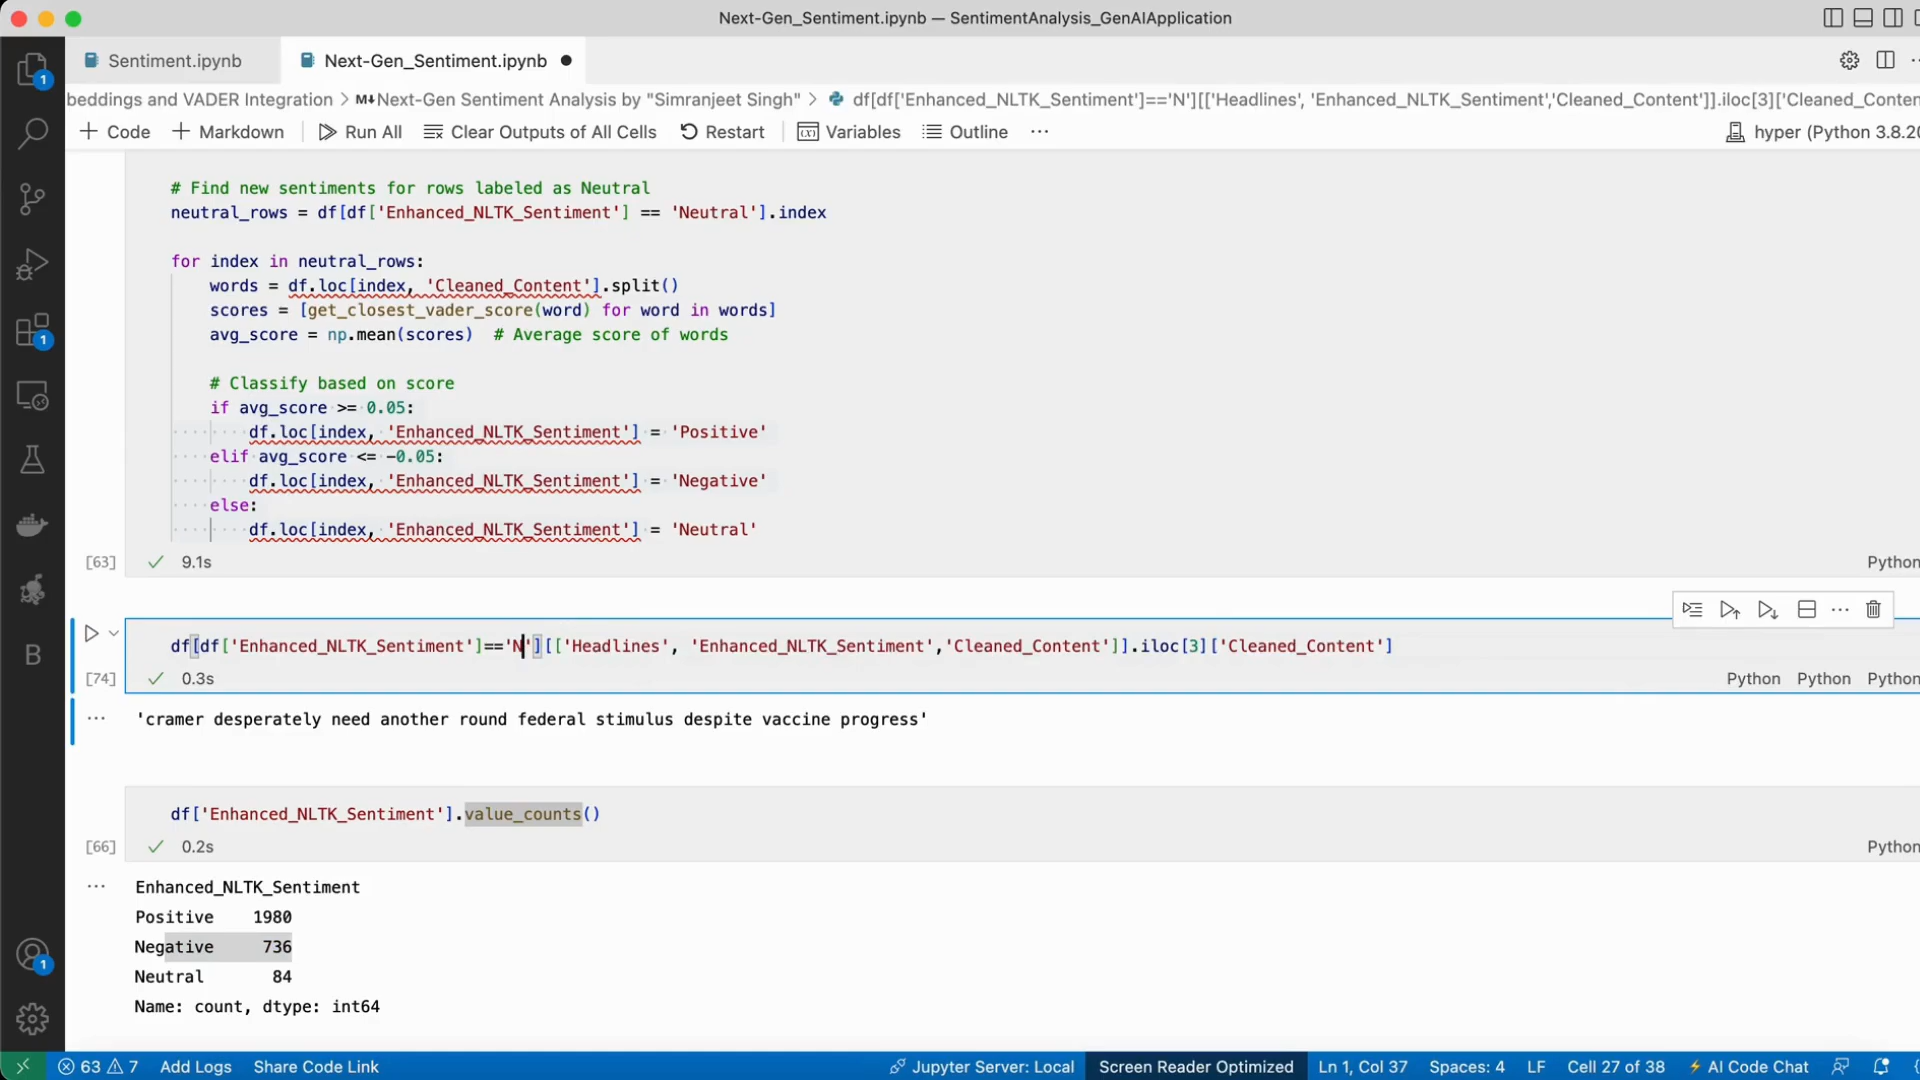 Next-Gen_Sentiment.ipynb — SentimentAnalysis_GenAIApplication
Sentiment.ipynb
Next-Gen_Sentiment.ipynb
beddings and VADER Integration > M↓Next-Gen Sentiment Analysis by "Simranjeet Singh" > df[df['Enhanced_NLTK_Sentiment']=='N'][['Headlines', 'Enhanced_NLTK_Sentiment','Cleaned_Content']].iloc[3]['Cleaned_Conten
+ Code + Markdown Run All Clear Outputs of All Cells Restart Variables Outline ··· hyper (Python 3.8.20
# Find new sentiments for rows labeled as Neutral
neutral_rows = df[df['Enhanced_NLTK_Sentiment'] == 'Neutral'].index
for index in neutral_rows:
words = df.loc[index, 'Cleaned_Content'].split()
scores = [get_closest_vader_score(word) for word in words]
avg_score = np.mean(scores) # Average score of words
# Classify based on score
if avg_score >= 0.05:
df.loc[index, 'Enhanced_NLTK_Sentiment'] = 'Positive'
elif avg_score <= -0.05:
df.loc[index, 'Enhanced_NLTK_Sentiment'] = 'Negative'
else:
df.loc[index, 'Enhanced_NLTK_Sentiment'] = 'Neutral'
[63] ✓ 9.1s Python
df[df['Enhanced_NLTK_Sentiment']=='N'][['Headlines', 'Enhanced_NLTK_Sentiment','Cleaned_Content']].iloc[3]['Cleaned_Content']
[74] ✓ 0.3s Python Python Python
'cramer desperately need another round federal stimulus despite vaccine progress'
df['Enhanced_NLTK_Sentiment'].value_counts()
[66] ✓ 0.2s Python
Enhanced_NLTK_Sentiment
Positive 1980
Negative 736
Neutral 84
Name: count, dtype: int64
1
1
B
1
63 7 Add Logs Share Code Link Jupyter Server: Local Screen Reader Optimized Ln 1, Col 37 Spaces: 4 LF Cell 27 of 38 AI Code Chat